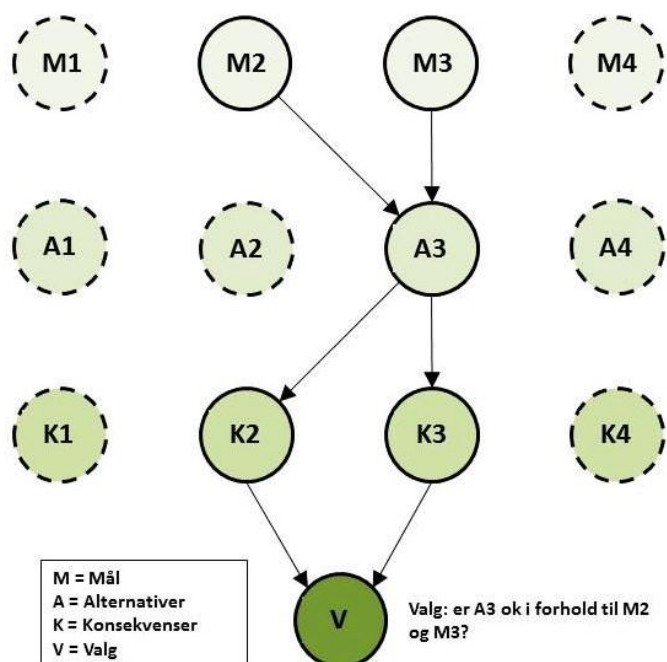 M1 M2 M3 M4
A1 A2 A3 A4
K1 K2 K3 K4
M = Mål
A = Alternativer
K = Konsekvenser
V = Valg
V
Valg: er A3 ok i forhold til M2
og M3?